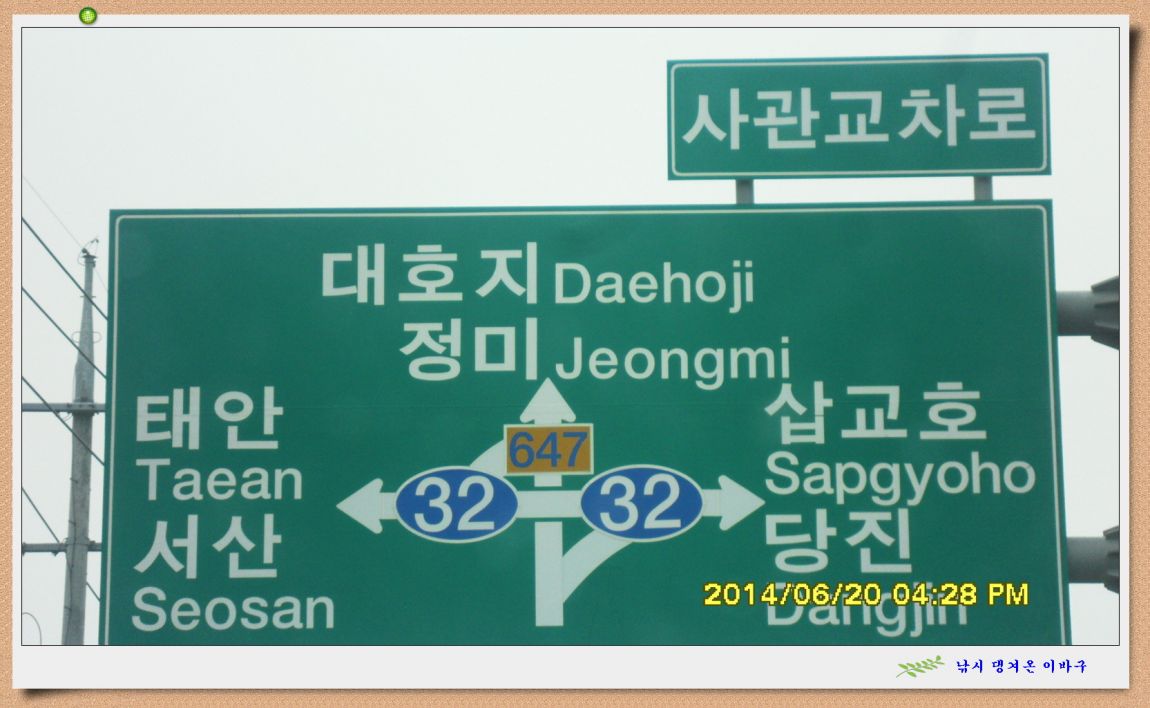 사관교차로
대호지 Daehoji
정미 Jeongmi
태안
Taean
서산
Seosan
647
32
32
삽교호
Sapgyoho
당진
Dangjin
2014/06/20 04:28 PM
낚시 댕겨온 이바구